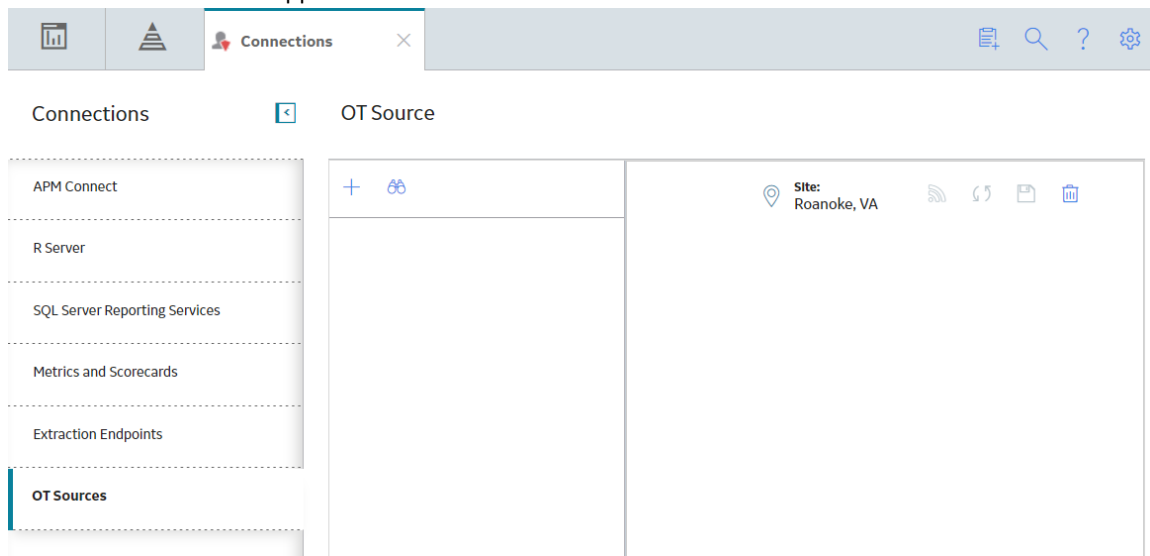 Connections
Connections
OT Source
APM Connect
R Server
SQL Server Reporting Services
Metrics and Scorecards
Extraction Endpoints
OT Sources
Site:
Roanoke, VA